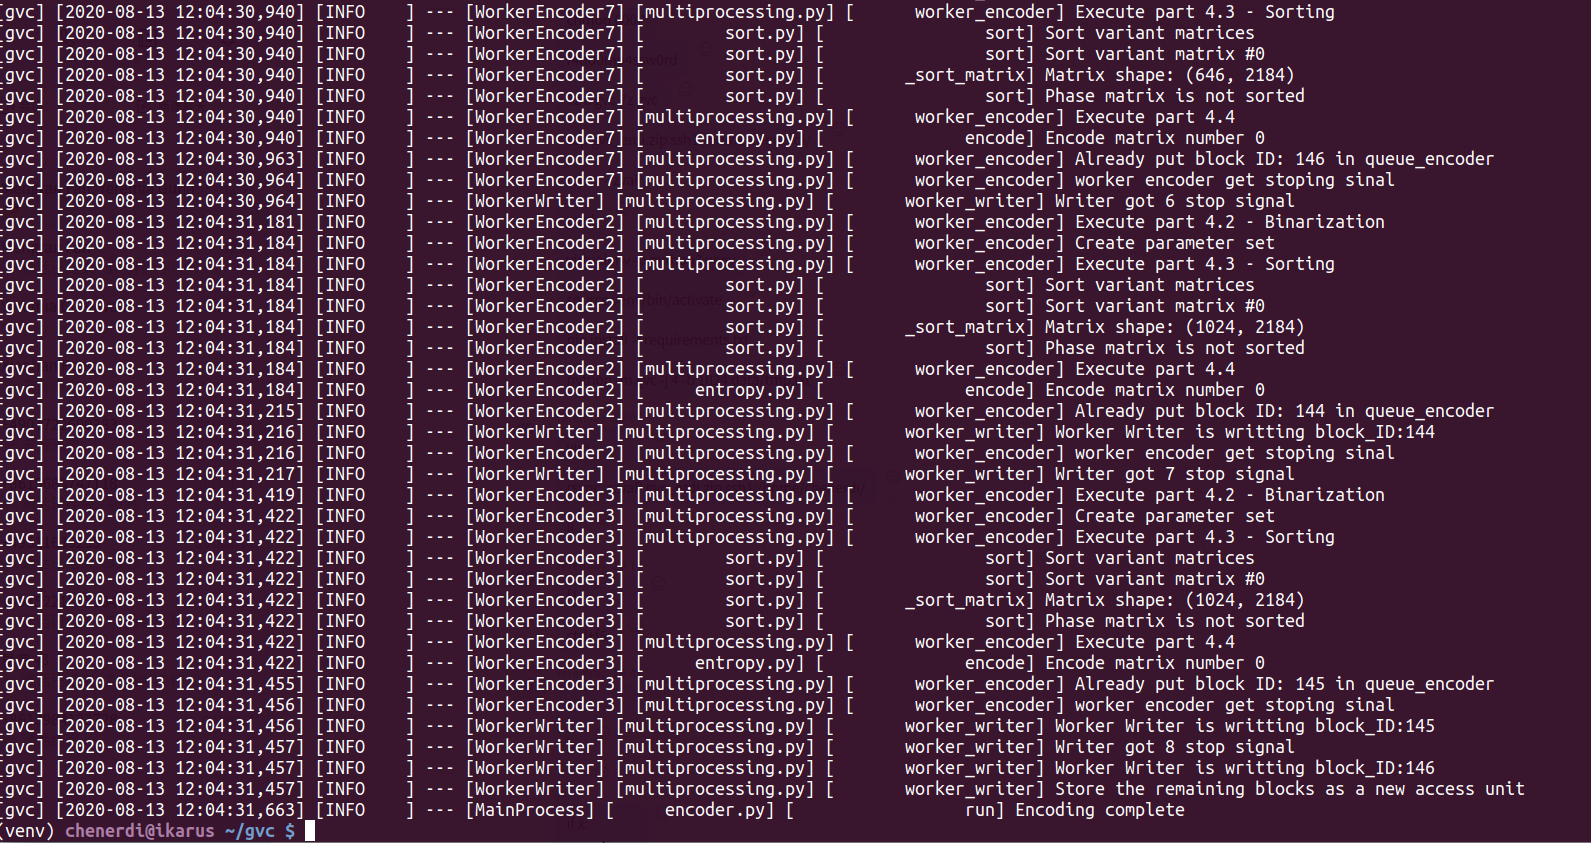 [gvc] [2020-08-13 12:04:30,940] [INFO    ] --- [WorkerEncoder7] [multiprocessing.py] [      worker_encoder] Execute part 4.3 - Sorting
[gvc] [2020-08-13 12:04:30,940] [INFO    ] --- [WorkerEncoder7] [        sort.py] [                sort] Sort variant matrices
[gvc] [2020-08-13 12:04:30,940] [INFO    ] --- [WorkerEncoder7] [        sort.py] [                sort] Sort variant matrix #0
[gvc] [2020-08-13 12:04:30,940] [INFO    ] --- [WorkerEncoder7] [        sort.py] [        _sort_matrix] Matrix shape: (646, 2184)
[gvc] [2020-08-13 12:04:30,940] [INFO    ] --- [WorkerEncoder7] [        sort.py] [                sort] Phase matrix is not sorted
[gvc] [2020-08-13 12:04:30,940] [INFO    ] --- [WorkerEncoder7] [multiprocessing.py] [      worker_encoder] Execute part 4.4
[gvc] [2020-08-13 12:04:30,940] [INFO    ] --- [WorkerEncoder7] [     entropy.py] [              encode] Encode matrix number 0
[gvc] [2020-08-13 12:04:30,963] [INFO    ] --- [WorkerEncoder7] [multiprocessing.py] [      worker_encoder] Already put block ID: 146 in queue_encoder
[gvc] [2020-08-13 12:04:30,964] [INFO    ] --- [WorkerEncoder7] [multiprocessing.py] [      worker_encoder] worker encoder get stoping sinal
[gvc] [2020-08-13 12:04:30,964] [INFO    ] --- [WorkerWriter] [multiprocessing.py] [       worker_writer] Writer got 6 stop signal
[gvc] [2020-08-13 12:04:31,181] [INFO    ] --- [WorkerEncoder2] [multiprocessing.py] [      worker_encoder] Execute part 4.2 - Binarization
[gvc] [2020-08-13 12:04:31,184] [INFO    ] --- [WorkerEncoder2] [multiprocessing.py] [      worker_encoder] Create parameter set
[gvc] [2020-08-13 12:04:31,184] [INFO    ] --- [WorkerEncoder2] [multiprocessing.py] [      worker_encoder] Execute part 4.3 - Sorting
[gvc] [2020-08-13 12:04:31,184] [INFO    ] --- [WorkerEncoder2] [        sort.py] [                sort] Sort variant matrices
[gvc] [2020-08-13 12:04:31,184] [INFO    ] --- [WorkerEncoder2] [        sort.py] [                sort] Sort variant matrix #0
[gvc] [2020-08-13 12:04:31,184] [INFO    ] --- [WorkerEncoder2] [        sort.py] [        _sort_matrix] Matrix shape: (1024, 2184)
[gvc] [2020-08-13 12:04:31,184] [INFO    ] --- [WorkerEncoder2] [        sort.py] [                sort] Phase matrix is not sorted
[gvc] [2020-08-13 12:04:31,184] [INFO    ] --- [WorkerEncoder2] [multiprocessing.py] [      worker_encoder] Execute part 4.4
[gvc] [2020-08-13 12:04:31,184] [INFO    ] --- [WorkerEncoder2] [     entropy.py] [              encode] Encode matrix number 0
[gvc] [2020-08-13 12:04:31,215] [INFO    ] --- [WorkerEncoder2] [multiprocessing.py] [      worker_encoder] Already put block ID: 144 in queue_encoder
[gvc] [2020-08-13 12:04:31,216] [INFO    ] --- [WorkerWriter] [multiprocessing.py] [       worker_writer] Worker Writer is writting block_ID:144
[gvc] [2020-08-13 12:04:31,216] [INFO    ] --- [WorkerEncoder2] [multiprocessing.py] [      worker_encoder] worker encoder get stoping sinal
[gvc] [2020-08-13 12:04:31,217] [INFO    ] --- [WorkerWriter] [multiprocessing.py] [       worker_writer] Writer got 7 stop signal
[gvc] [2020-08-13 12:04:31,419] [INFO    ] --- [WorkerEncoder3] [multiprocessing.py] [      worker_encoder] Execute part 4.2 - Binarization
[gvc] [2020-08-13 12:04:31,422] [INFO    ] --- [WorkerEncoder3] [multiprocessing.py] [      worker_encoder] Create parameter set
[gvc] [2020-08-13 12:04:31,422] [INFO    ] --- [WorkerEncoder3] [multiprocessing.py] [      worker_encoder] Execute part 4.3 - Sorting
[gvc] [2020-08-13 12:04:31,422] [INFO    ] --- [WorkerEncoder3] [        sort.py] [                sort] Sort variant matrices
[gvc] [2020-08-13 12:04:31,422] [INFO    ] --- [WorkerEncoder3] [        sort.py] [                sort] Sort variant matrix #0
[gvc] [2020-08-13 12:04:31,422] [INFO    ] --- [WorkerEncoder3] [        sort.py] [        _sort_matrix] Matrix shape: (1024, 2184)
[gvc] [2020-08-13 12:04:31,422] [INFO    ] --- [WorkerEncoder3] [        sort.py] [                sort] Phase matrix is not sorted
[gvc] [2020-08-13 12:04:31,422] [INFO    ] --- [WorkerEncoder3] [multiprocessing.py] [      worker_encoder] Execute part 4.4
[gvc] [2020-08-13 12:04:31,422] [INFO    ] --- [WorkerEncoder3] [     entropy.py] [              encode] Encode matrix number 0
[gvc] [2020-08-13 12:04:31,455] [INFO    ] --- [WorkerEncoder3] [multiprocessing.py] [      worker_encoder] Already put block ID: 145 in queue_encoder
[gvc] [2020-08-13 12:04:31,456] [INFO    ] --- [WorkerEncoder3] [multiprocessing.py] [      worker_encoder] worker encoder get stoping sinal
[gvc] [2020-08-13 12:04:31,456] [INFO    ] --- [WorkerWriter] [multiprocessing.py] [       worker_writer] Worker Writer is writting block_ID:145
[gvc] [2020-08-13 12:04:31,457] [INFO    ] --- [WorkerWriter] [multiprocessing.py] [       worker_writer] Writer got 8 stop signal
[gvc] [2020-08-13 12:04:31,457] [INFO    ] --- [WorkerWriter] [multiprocessing.py] [       worker_writer] Worker Writer is writting block_ID:146
[gvc] [2020-08-13 12:04:31,457] [INFO    ] --- [WorkerWriter] [multiprocessing.py] [       worker_writer] Store the remaining blocks as a new access unit
[gvc] [2020-08-13 12:04:31,663] [INFO    ] --- [MainProcess] [     encoder.py] [                 run] Encoding complete
(venv) chenerdi@ikarus ~/gvc $